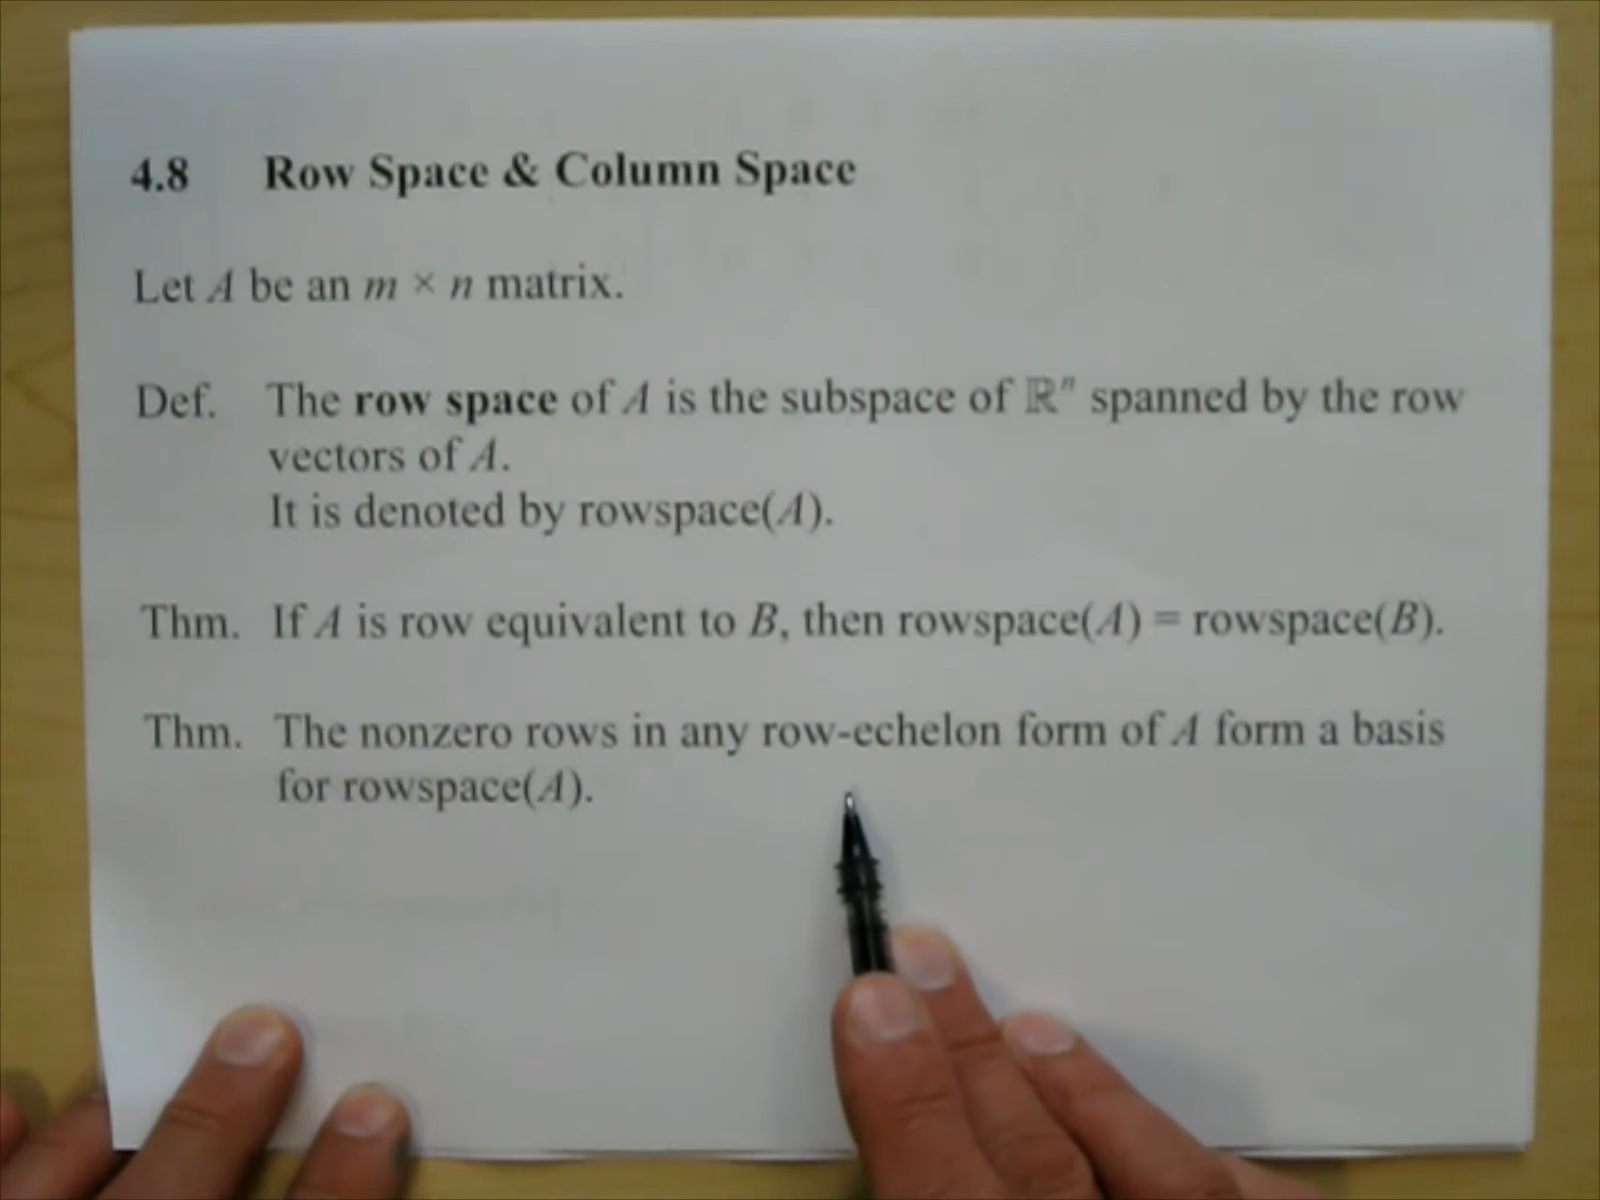 4.8 Row Space & Column Space
Let A be an m × n matrix.
Def. The row space of A is the subspace of ℝⁿ spanned by the row
vectors of A.
It is denoted by rowspace(A).
Thm. If A is row equivalent to B, then rowspace(A) = rowspace(B).
Thm. The nonzero rows in any row-echelon form of A form a basis
for rowspace(A).